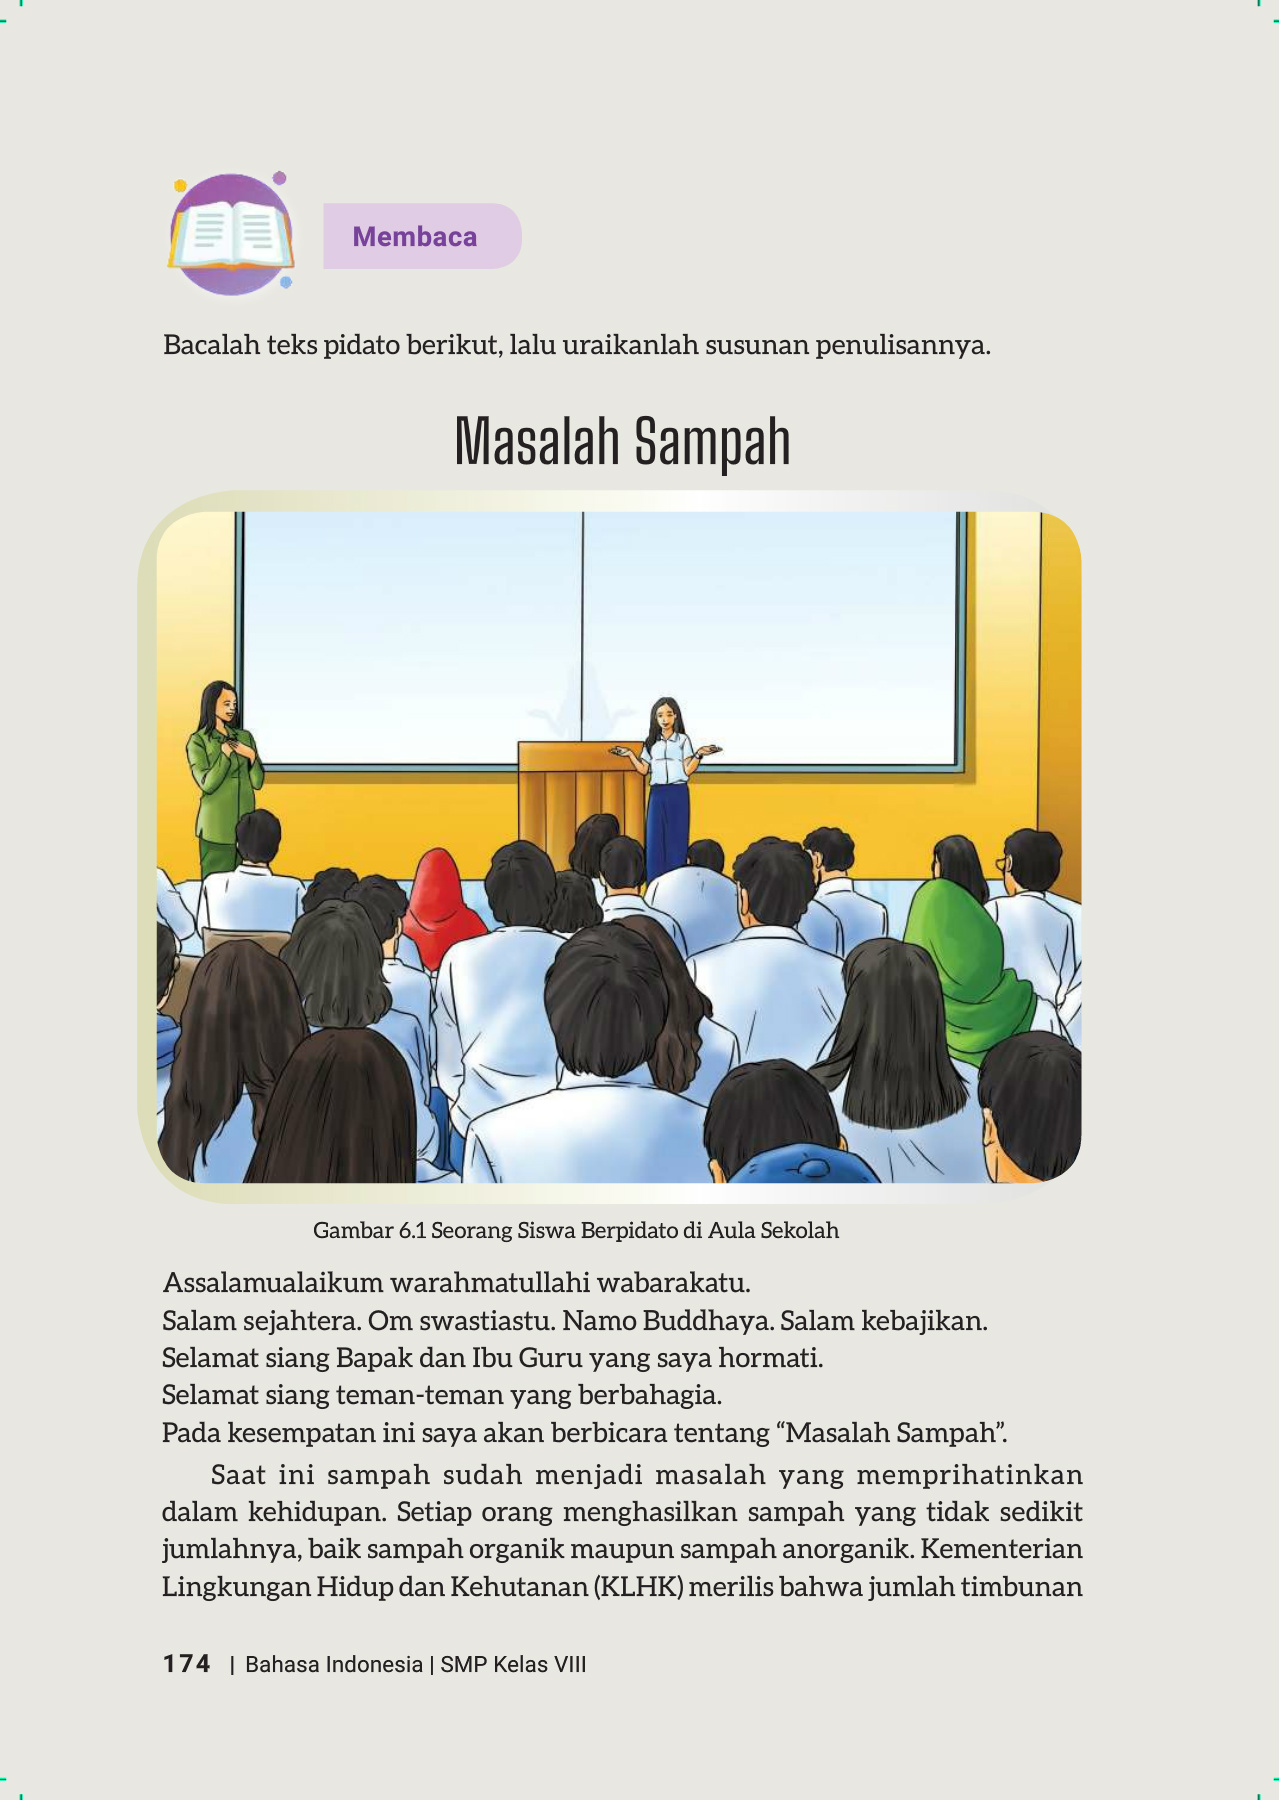 Membaca
Bacalah teks pidato berikut, lalu uraikanlah susunan penulisannya.
Masalah Sampah
Gambar 6.1 Seorang Siswa Berpidato di Aula Sekolah
Assalamualaikum warahmatullahi wabarakatu.
Salam sejahtera. Om swastiastu. Namo Buddhaya. Salam kebajikan.
Selamat siang Bapak dan Ibu Guru yang saya hormati.
Selamat siang teman-teman yang berbahagia.
Pada kesempatan ini saya akan berbicara tentang “Masalah Sampah”.
Saat ini sampah sudah menjadi masalah yang memprihatinkan
dalam kehidupan. Setiap orang menghasilkan sampah yang tidak sedikit
jumlahnya, baik sampah organik maupun sampah anorganik. Kementerian
Lingkungan Hidup dan Kehutanan (KLHK) merilis bahwa jumlah timbunan
174 | Bahasa Indonesia | SMP Kelas VIII